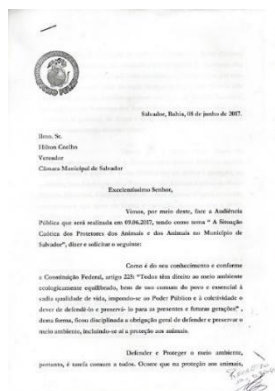 Salvador, Bahia, 08 de junho de 2017.
Ilmo. Sr.
Hilton Coelho
Vereador
Câmara Municipal de Salvador
Excelentíssimo Senhor,
Vimos, por meio deste, face a Audiência
Pública que será realizada em 09.06.2017, tendo como tema " A Situação
Caótica dos Protetores dos Animais e dos Animais no Município de
Salvador", dizer e solicitar o seguinte:
Como é do seu conhecimento e conforme
a Constituição Federal, artigo 225: "Todos têm direito ao meio ambiente
ecologicamente equilibrado, bem de uso comum do povo e essencial à
sadia qualidade de vida, impondo-se ao Poder Público e à coletividade o
dever de defendê-lo e preservá-lo para as presentes e futuras gerações" ,
desta forma, ficou disciplinada a obrigação geral de defender e preservar o
meio ambiente, incluindo-se aí a proteção aos animais.
Defender e Proteger o meio ambiente,
portanto, é tarefa comum a todos. Ocorre que na proteção aos animais,